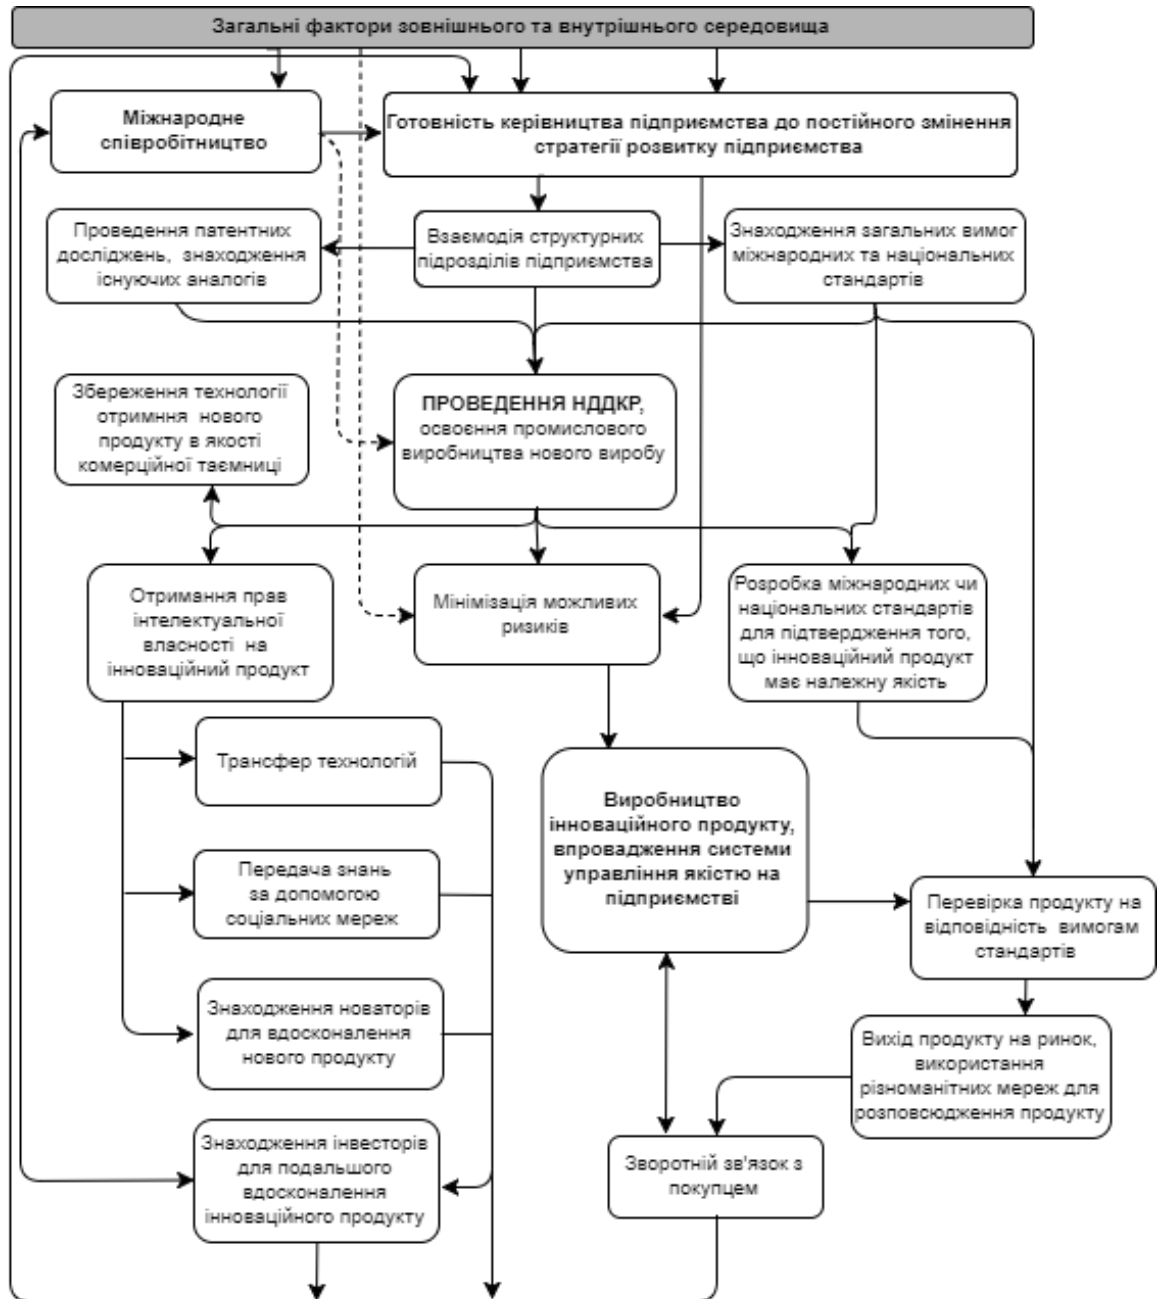 Загальні фактори зовнішнього та внутрішнього середовища
Міжнародне
співробітництво
Готовність керівництва підприємства до постійного змінення
стратегії розвитку підприємства
Проведення патентних
досліджень, знаходження
існуючих аналогів
Взаємодія структурних
підрозділів підприємства
Знаходження загальних вимог
міжнародних та національних
стандартів
Збереження технології
отримння нового
продукту в якості
комерційної таємниці
ПРОВЕДЕННЯ НДДКР,
освоєння промислового
виробництва нового виробу
Отримання прав
інтелектуальної
власності на
інноваційний продукт
Мінімізація можливих
ризиків
Розробка міжнародних чи
національних стандартів
для підтвердження того,
що інноваційний продукт
має належну якість
Трансфер технологій
Виробництво
інноваційного продукту,
впровадження системи
управління якістю на
підприємстві
Передача знань
за допомогою
соціальних мереж
Перевірка продукту на
відповідність вимогам
стандартів
Знаходження новаторів
для вдосконалення
нового продукту
Вихід продукту на ринок,
використання
різноманітних мереж для
розповсюдження продукту
Знаходження інвесторів
для подальшого
вдосконалення
інноваційного продукту
Зворотній зв'язок з
покупцем